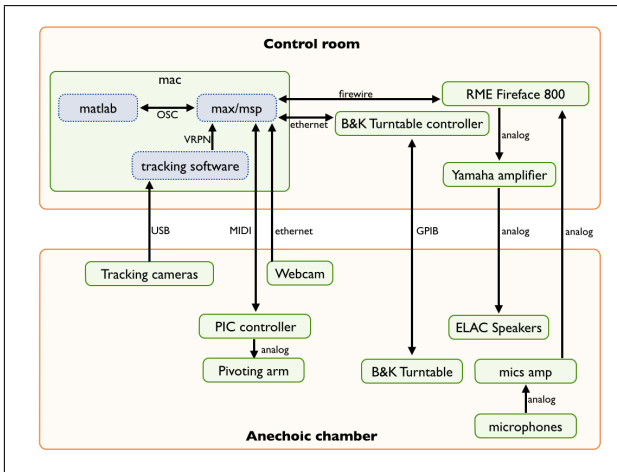 Control room
mac
matlab
OSC
max/msp
VRPN
tracking software
firewire
ethernet
RME Fireface 800
B&K Turntable controller
analog
Yamaha amplifier
USB
MIDI
ethernet
GPIB
analog
analog
Tracking cameras
Webcam
PIC controller
analog
Pivoting arm
ELAC Speakers
B&K Turntable
mics amp
analog
microphones
Anechoic chamber